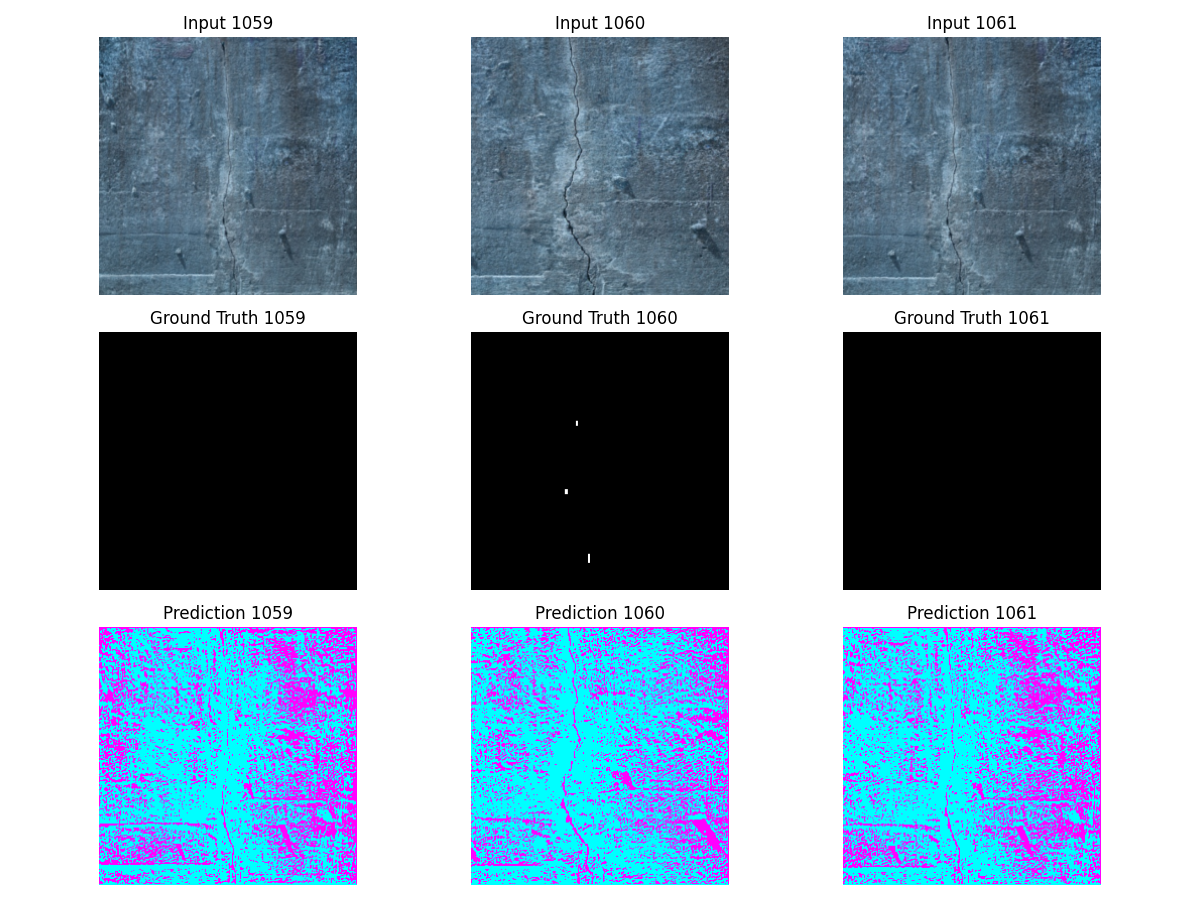 Input 1059
Input 1060
Input 1061
Ground Truth 1059
Ground Truth 1060
Ground Truth 1061
Prediction 1059
Prediction 1060
Prediction 1061